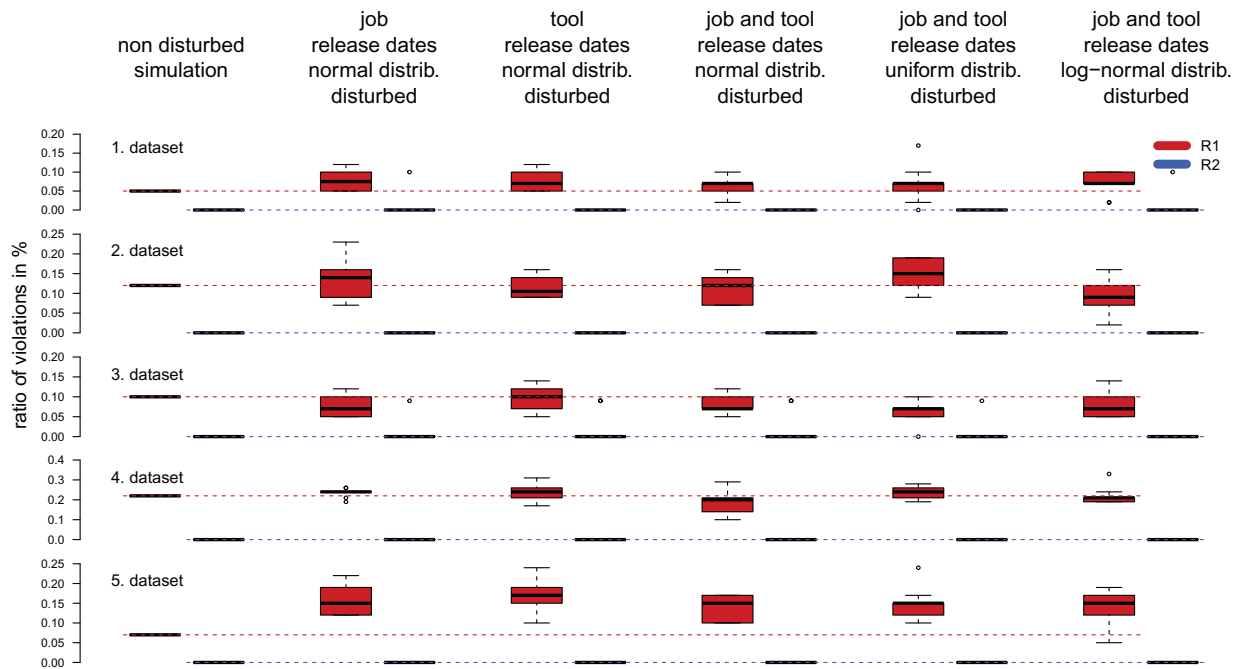 non disturbed
simulation
job
release dates
normal distrib.
disturbed
tool
release dates
normal distrib.
disturbed
job and tool
release dates
normal distrib.
disturbed
job and tool
release dates
uniform distrib.
disturbed
job and tool
release dates
log−normal distrib.
disturbed
ratio of violations in %
1. dataset
0.20
0.15
0.10
0.05
0.00
R1
R2
2. dataset
0.25
0.20
0.15
0.10
0.05
0.00
3. dataset
0.20
0.15
0.10
0.05
0.00
4. dataset
0.4
0.3
0.2
0.1
0.0
5. dataset
0.25
0.20
0.15
0.10
0.05
0.00